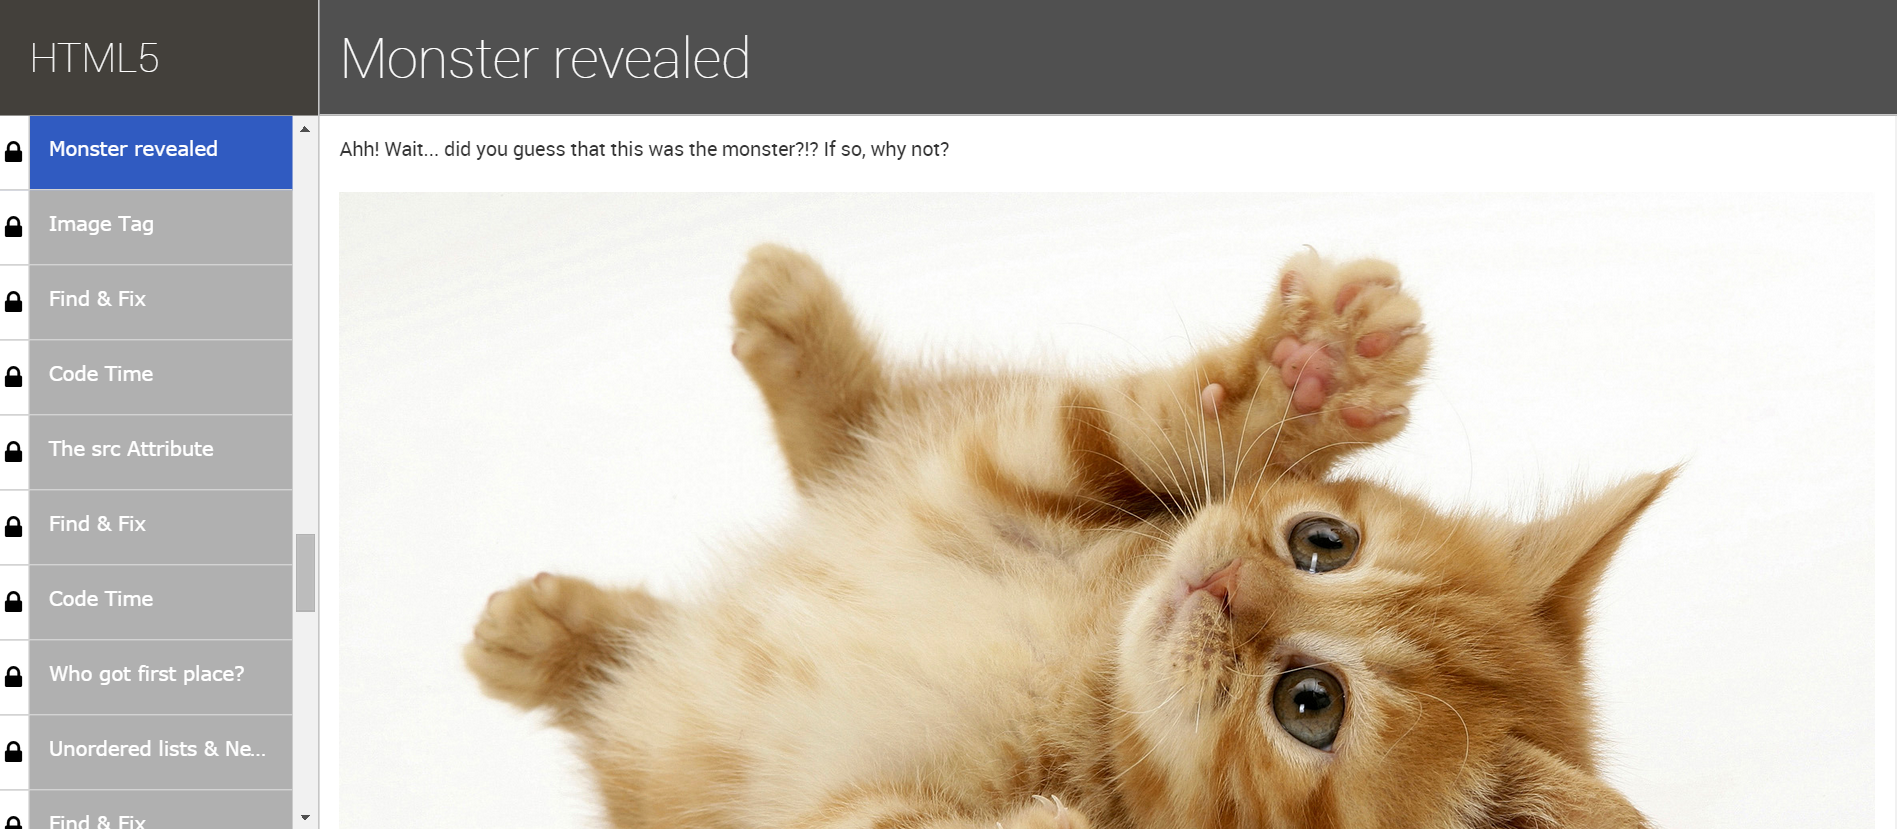 HTML5
Monster revealed
Monster revealed
Image Tag
Find & Fix
Code Time
The src Attribute
Find & Fix
Code Time
Who got first place?
Unordered lists & Ne...
Find & Fix
Ahh! Wait... did you guess that this was the monster?!? If so, why not?